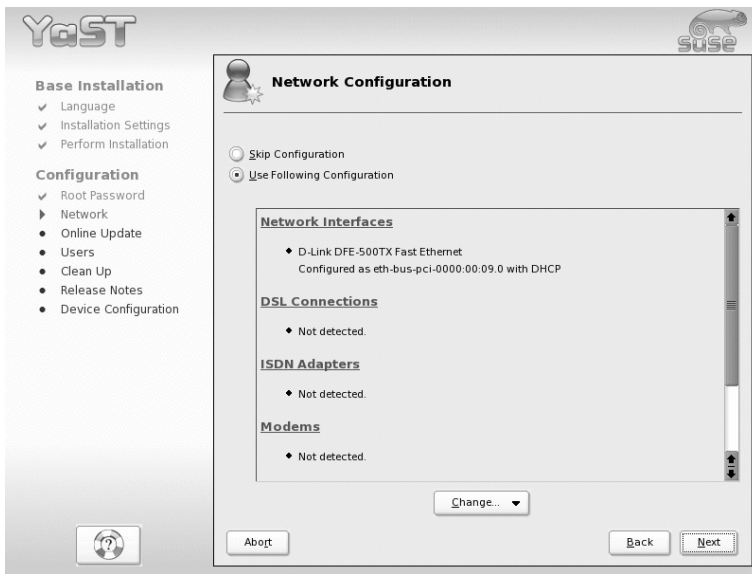 YaST
SUSE
Base Installation
Language
Installation Settings
Perform Installation
Configuration
Root Password
Network
Online Update
Users
Clean Up
Release Notes
Device Configuration
Network Configuration
Skip Configuration
Use Following Configuration
Network Interfaces
D-Link DFE-500TX Fast Ethernet
Configured as eth-bus-pci-0000:00:09.0 with DHCP
DSL Connections
Not detected.
ISDN Adapters
Not detected.
Modems
Not detected.
Change...
?
Abort
Back
Next